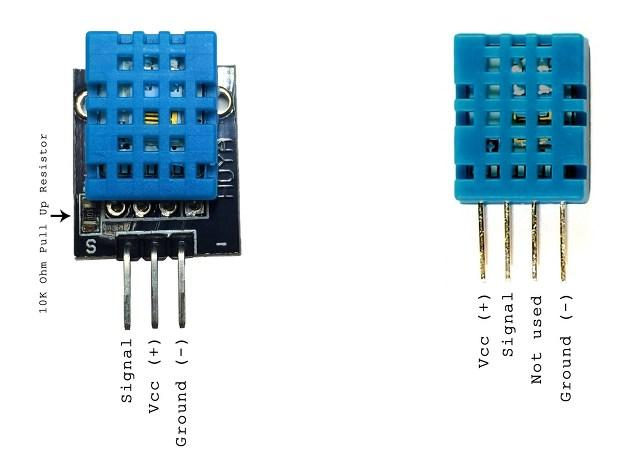 10K Ohm Pull Up Resistor
HUYA
S
-
Signal
Vcc (+)
Ground (-)
Vcc (+)
Signal
Not used
Ground (-)